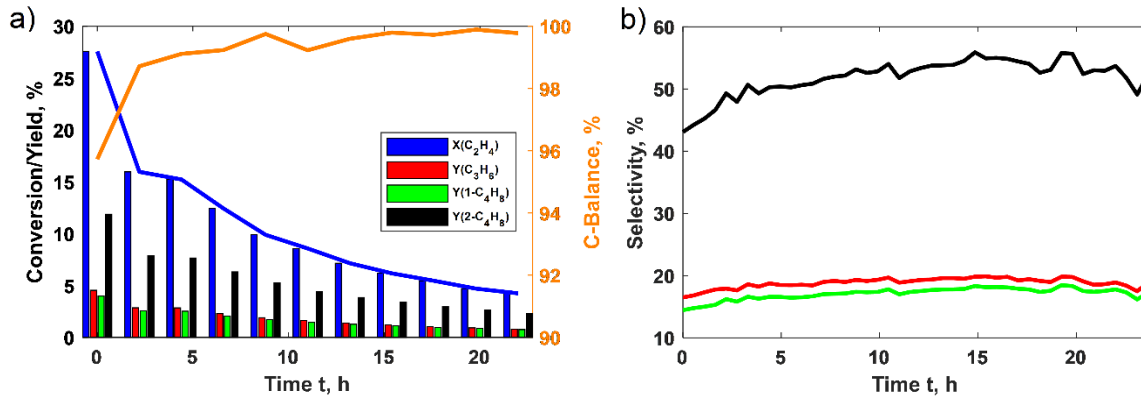 a)
30
25
20
15
10
5
0
Conversion/Yield, %
0
5
10
15
20
Time t, h
100
98
96
94
92
90
C-Balance, %
X(C₂H₄)
Y(C₃H₆)
Y(1-C₄H₈)
Y(2-C₄H₈)
b)
60
50
40
30
20
10
Selectivity, %
0
5
10
15
20
Time t, h